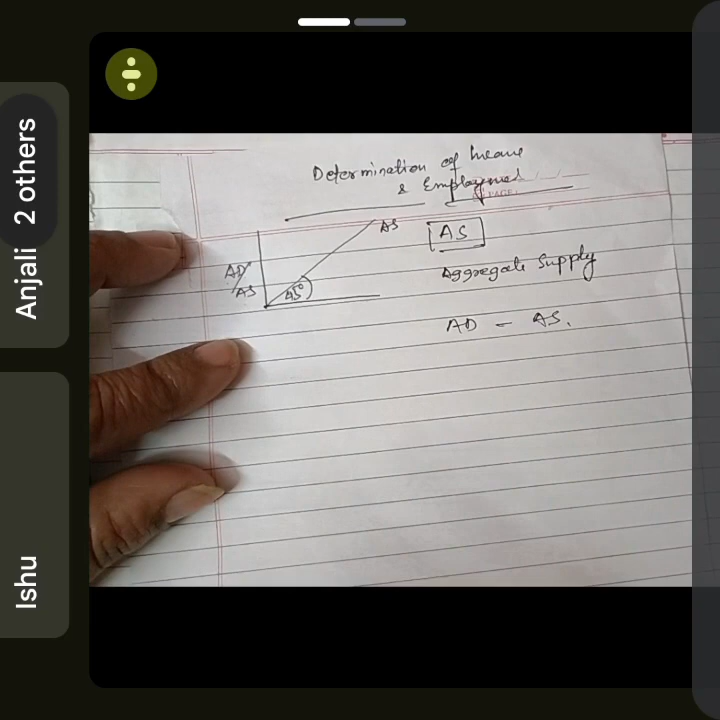 Determination of Income
& Employment
AS
AS
Aggregate Supply
AD/
AS
45°
AD - AS.
Anjali 2 others
Ishu